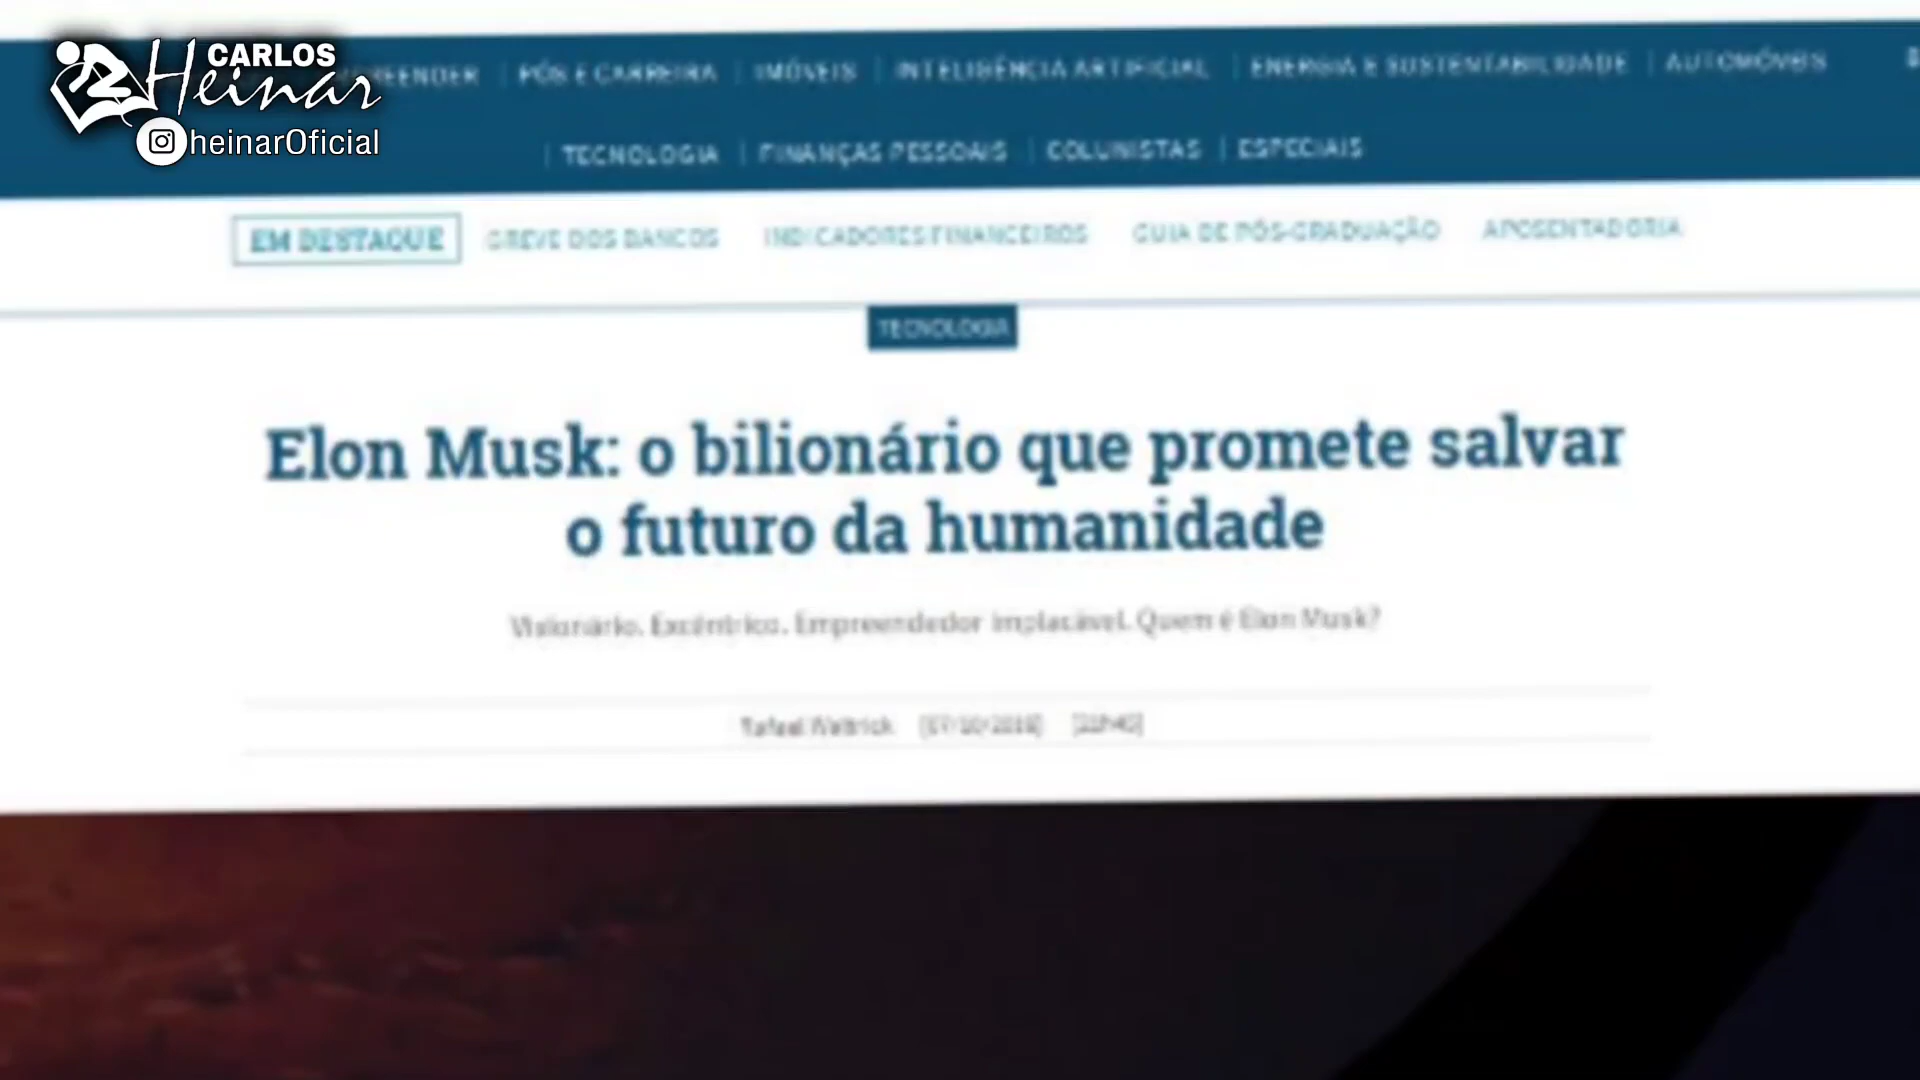 CARLOS
Heinar
heinarOficial
EENDER | PÓS E CARREIRA | IMÓVEIS | INTELIGÊNCIA ARTIFICIAL | ENERGIA E SUSTENTABILIDADE | AUTOMÓVEIS
| TECNOLOGIA | FINANÇAS PESSOAIS | COLUNISTAS | ESPECIAIS
EM DESTAQUE GREVE DOS BANCOS INDICADORES FINANCEIROS GUIA DE PÓS-GRADUAÇÃO APOSENTADORIA
TECNOLOGIA
Elon Musk: o bilionário que promete salvar
o futuro da humanidade
Visionário. Excêntrico. Empreendedor implacável. Quem é Elon Musk?